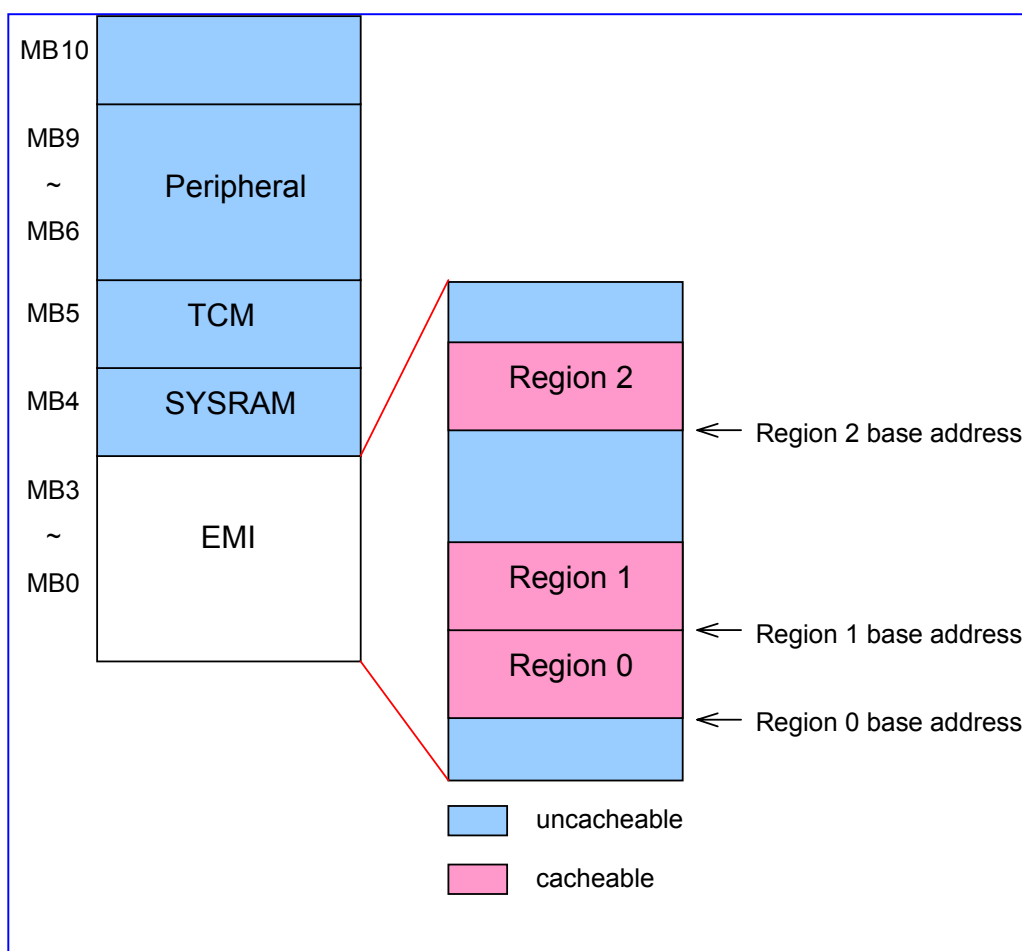 MB10
MB9
~
MB6
Peripheral
MB5
TCM
MB4
SYSRAM
MB3
~
MB0
EMI
Region 2
Region 2 base address
Region 1
Region 1 base address
Region 0
Region 0 base address
uncacheable
cacheable